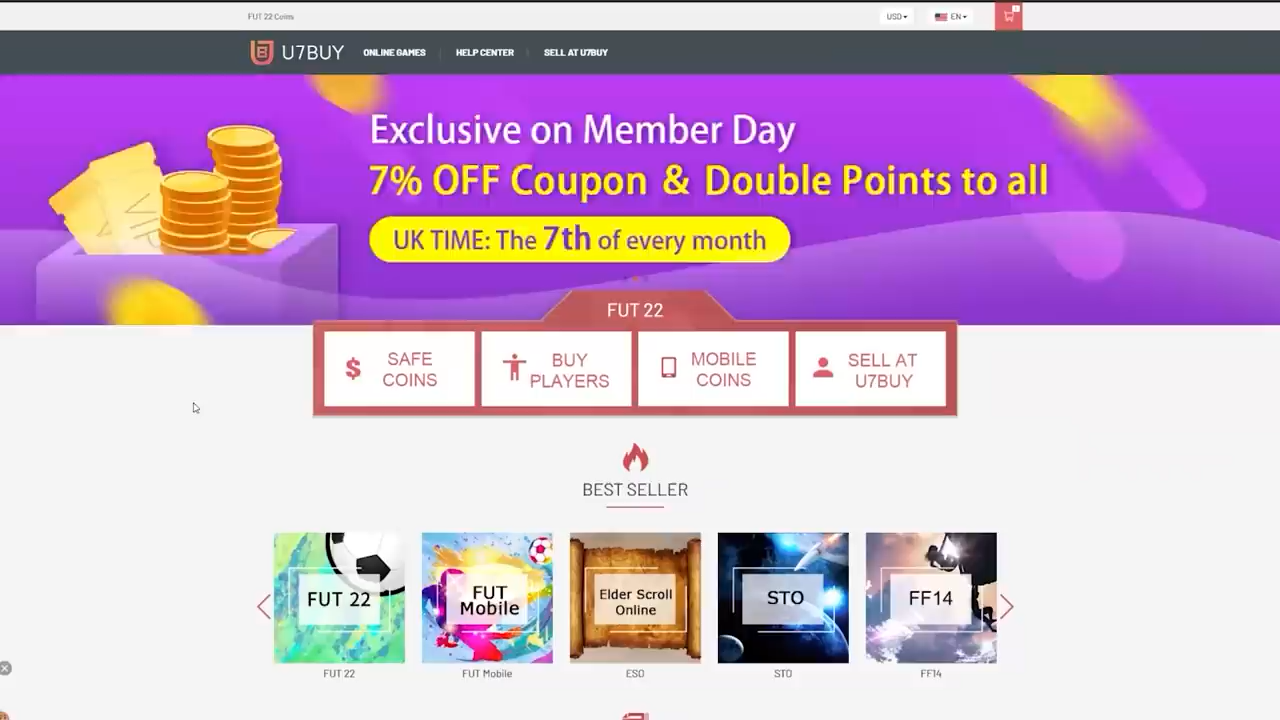 FUT 22 Coins
USD
EN
1
U7BUY
ONLINE GAMES
HELP CENTER
SELL AT U7BUY
Exclusive on Member Day
7% OFF Coupon & Double Points to all
UK TIME: The 7th of every month
VIP
FUT 22
SAFE
COINS
BUY
PLAYERS
MOBILE
COINS
SELL AT
U7BUY
BEST SELLER
FUT 22
FUT
Mobile
Elder Scroll
Online
STO
FF14
FUT 22
FUT Mobile
ESO
STO
FF14